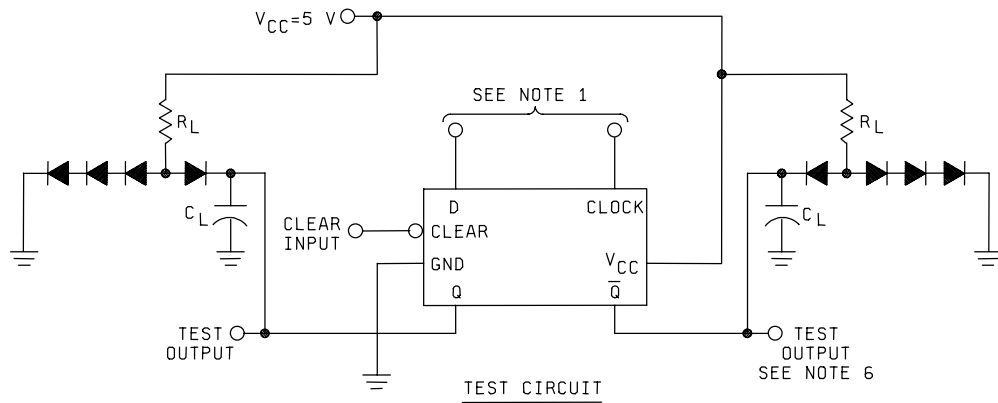 V_CC=5 V
SEE NOTE 1
R_L
R_L
C_L
C_L
D
CLOCK
CLEAR
INPUT
CLEAR
GND
V_CC
Q
Q̅
TEST
OUTPUT
TEST
OUTPUT
SEE NOTE 6
TEST CIRCUIT